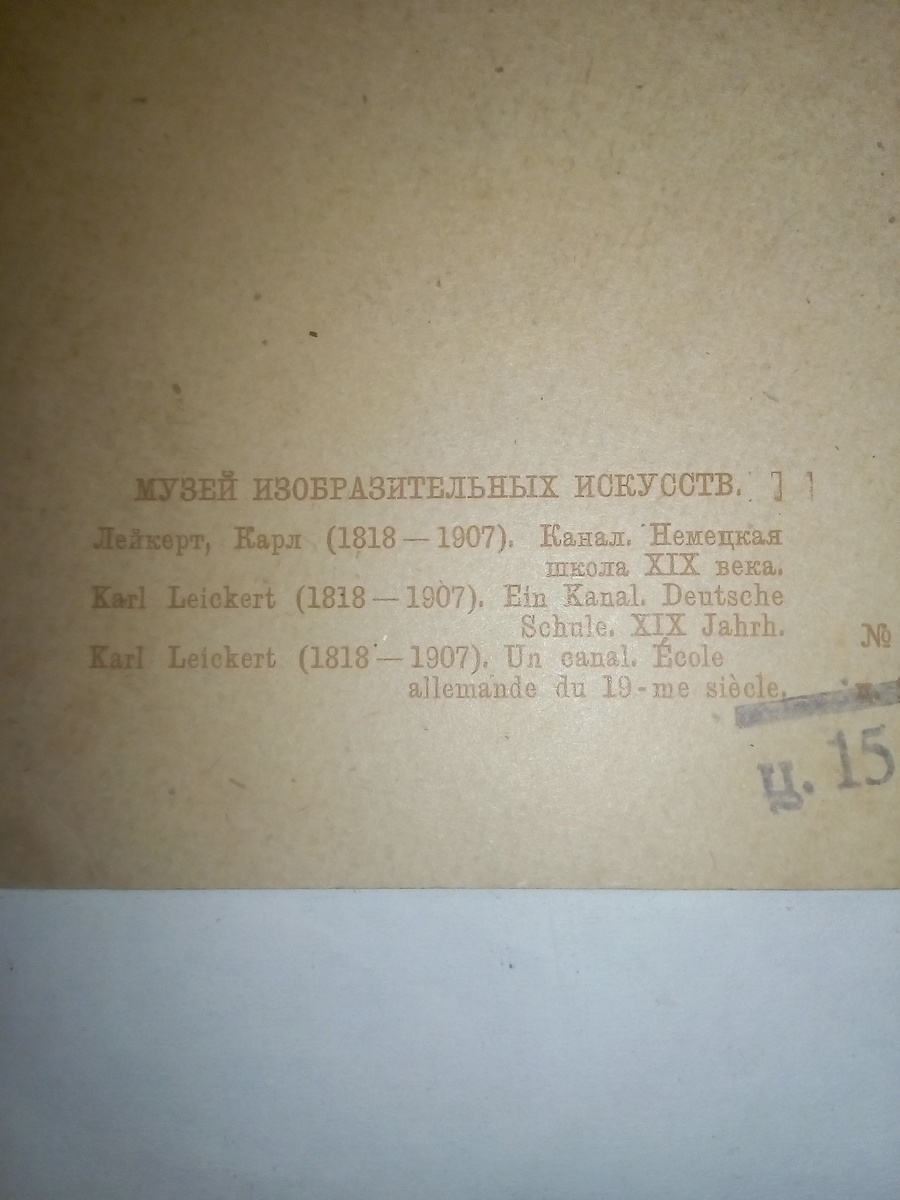 МУЗЕЙ ИЗОБРАЗИТЕЛЬНЫХ ИСКУССТВ.
Лейкерт, Карл (1818 — 1907). Канал. Немецкая
школа XIX века.
Karl Leickert (1818 — 1907). Ein Kanal. Deutsche
Schule. XIX Jahrh.
Karl Leickert (1818 — 1907). Un canal. École
allemande du 19-me siècle.
№
ц. 15